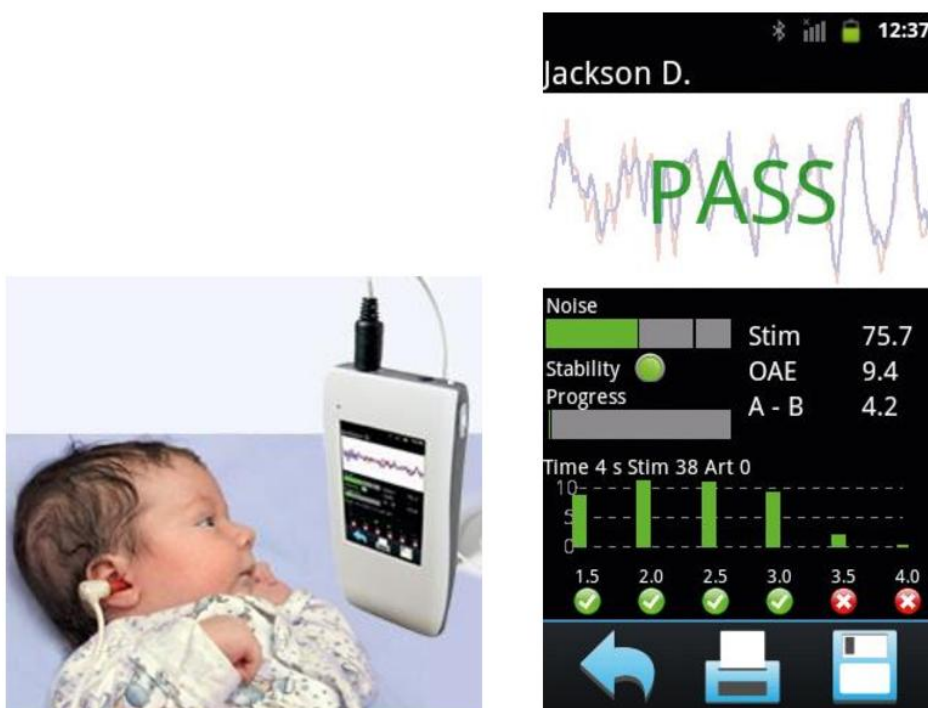 12:37
Jackson D.
PASS
Noise
Stim 75.7
Stability
OAE 9.4
Progress
A - B 4.2
Time 4 s Stim 38 Art 0
10
5
0
1.5 2.0 2.5 3.0 3.5 4.0